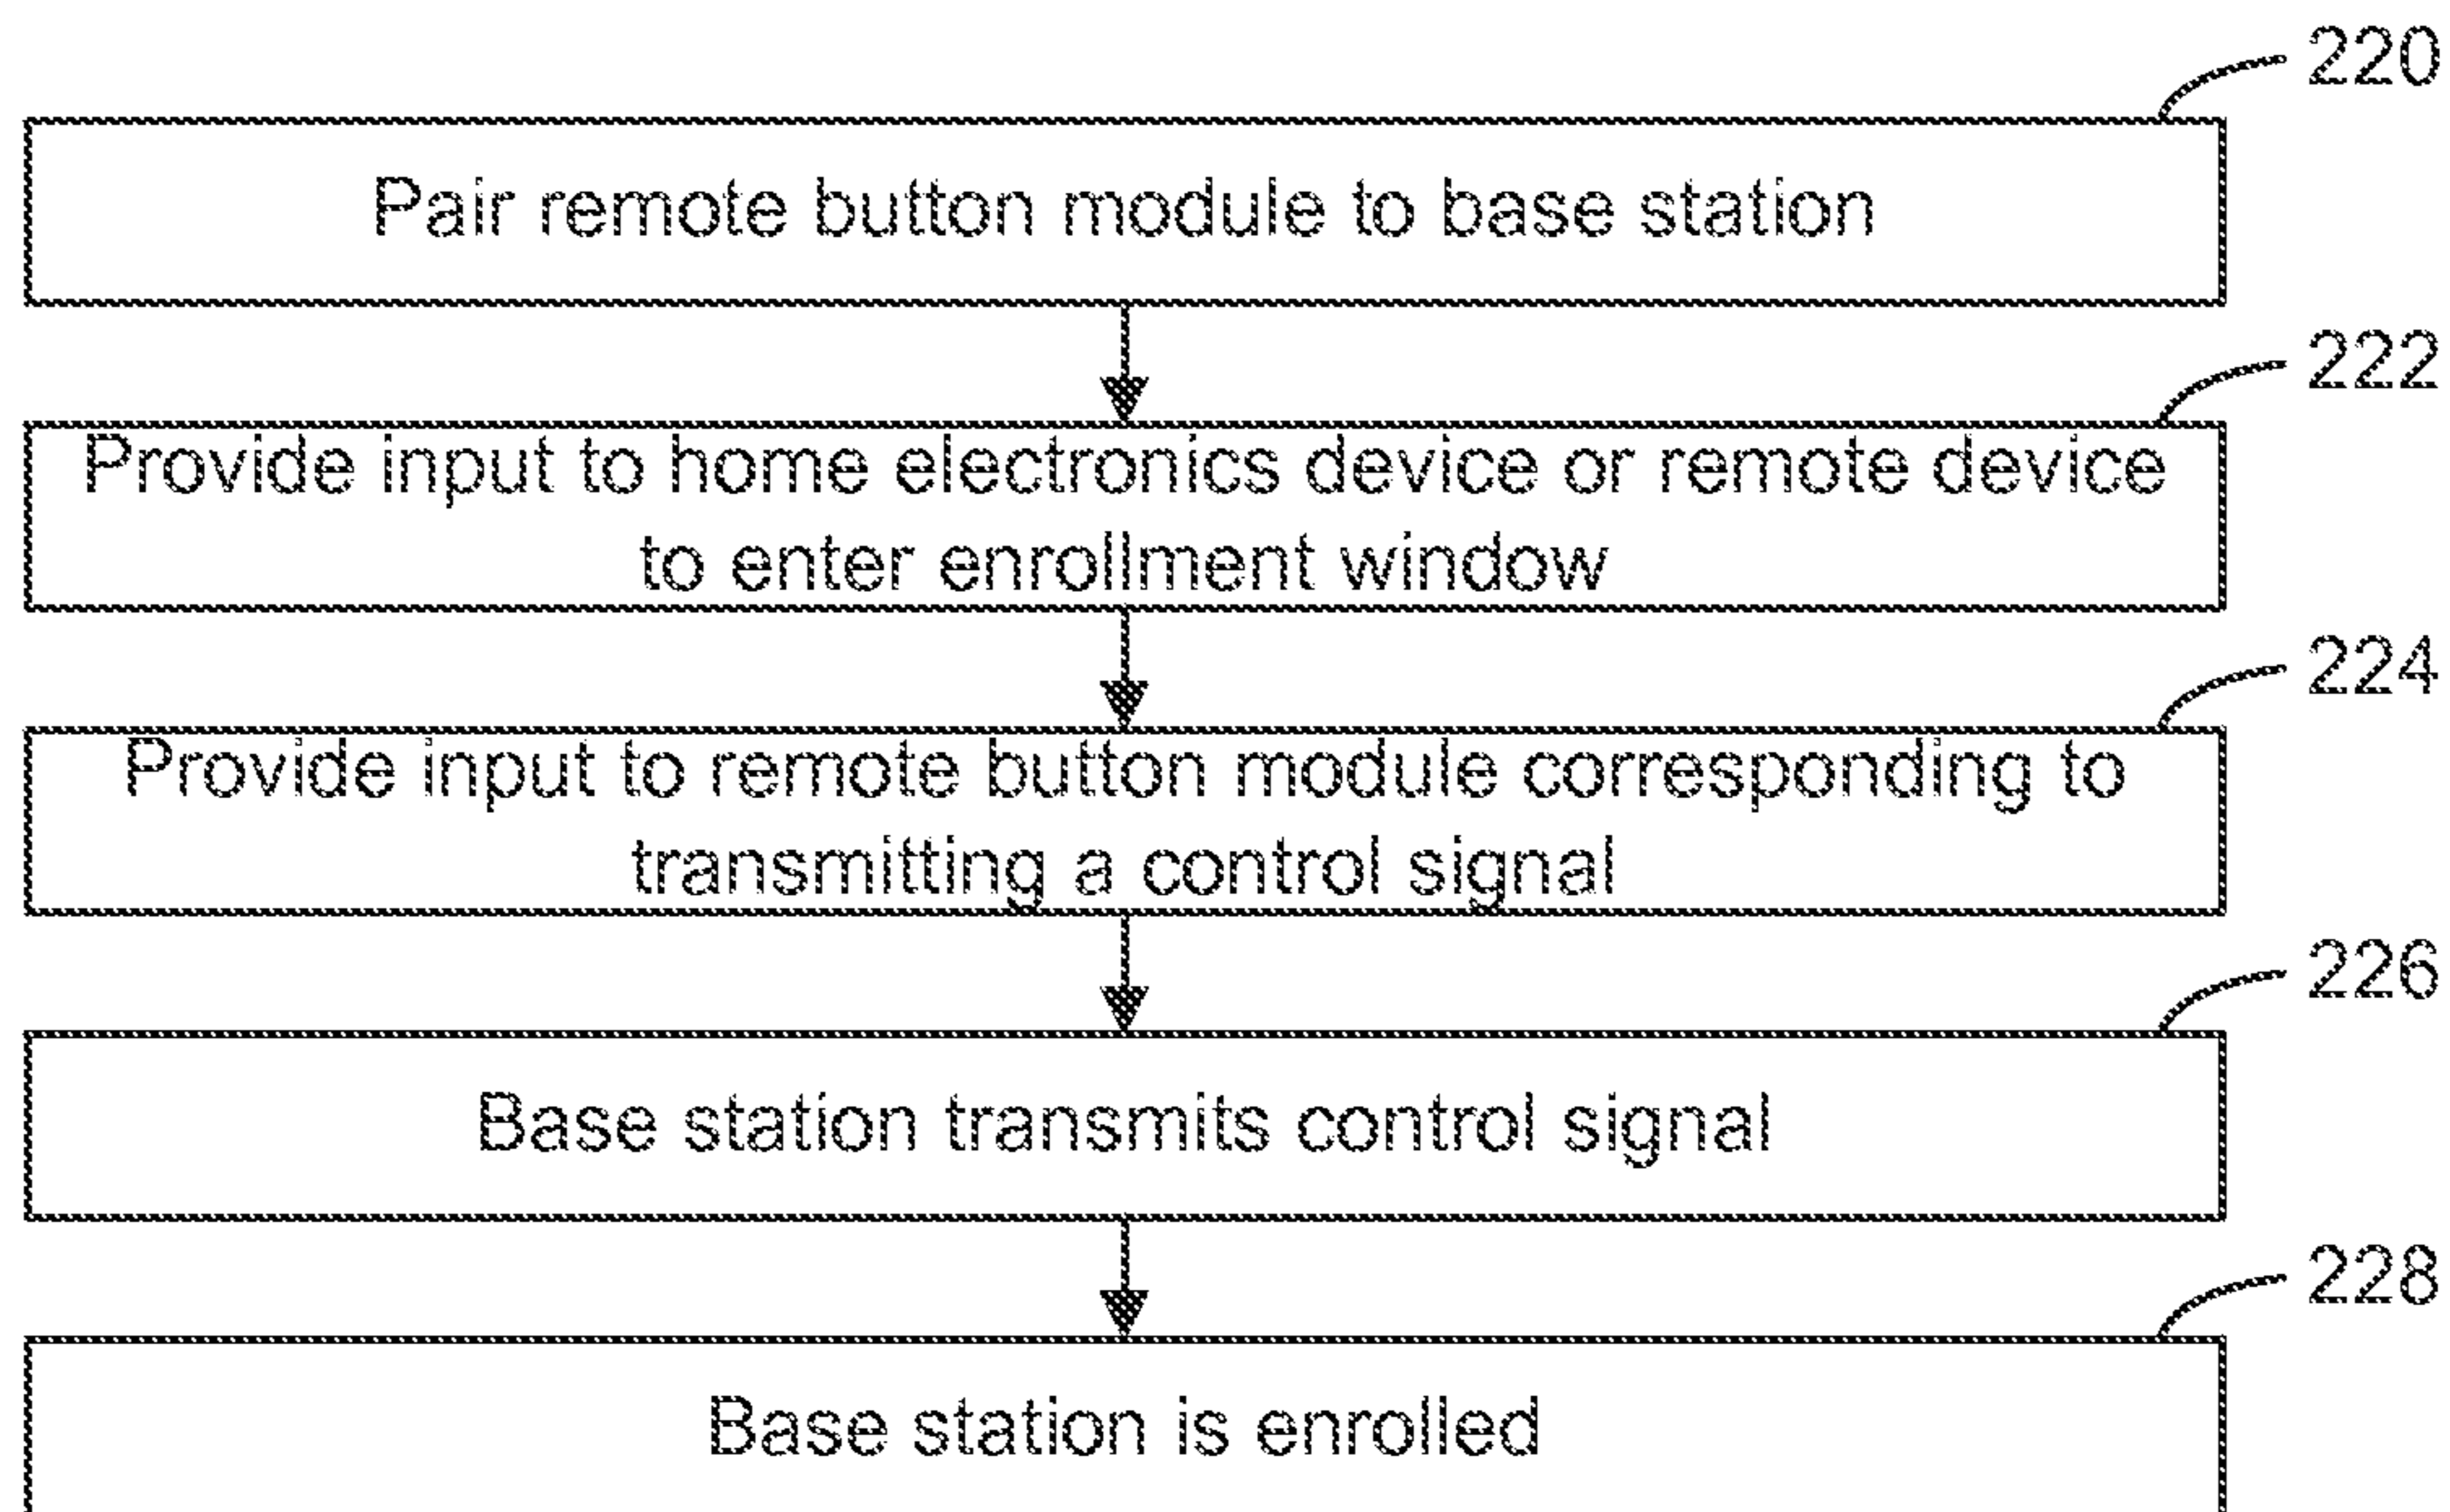 220
Pair remote button module to base station
222
Provide input to home electronics device or remote device
to enter enrollment window
224
Provide input to remote button module corresponding to
transmitting a control signal
226
Base station transmits control signal
228
Base station is enrolled